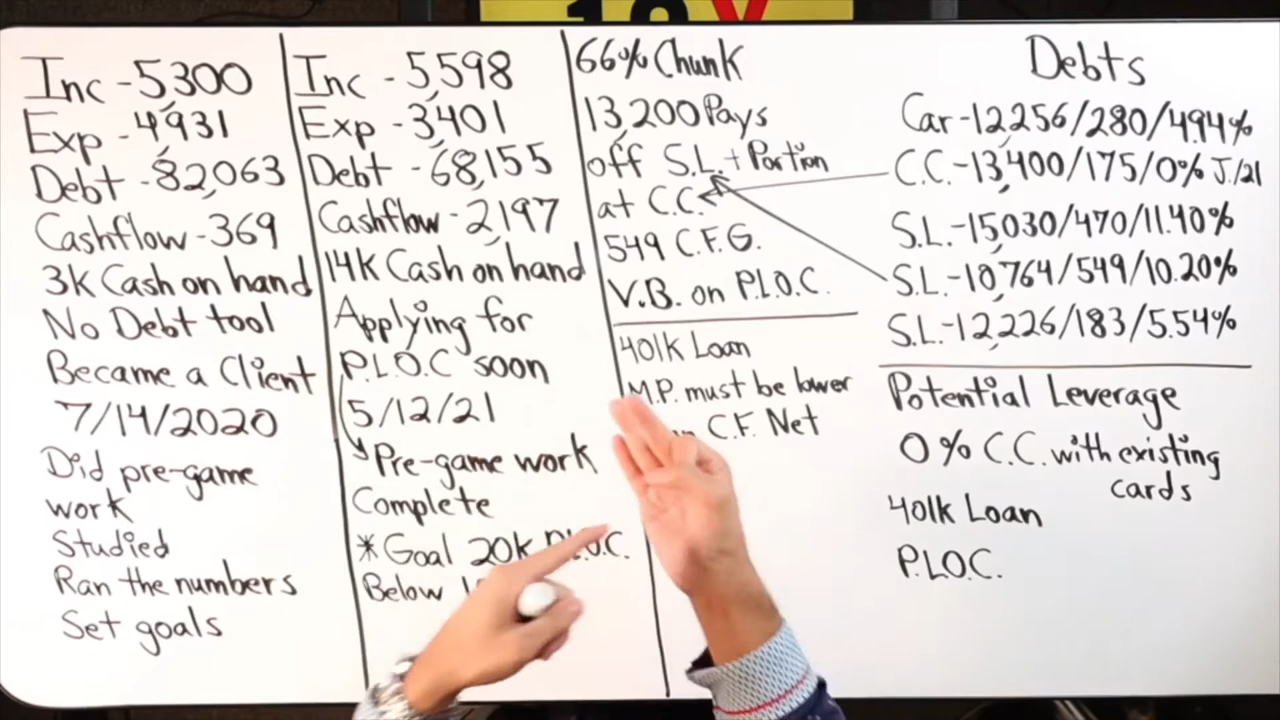 Inc - 5,300
Exp - 4,931
Debt - 82,063
Cashflow - 369
3K Cash on hand
No Debt tool
Became a Client
7/14/2020
Did pre-game
work
Studied
Ran the numbers
Set goals
Inc - 5,598
Exp - 3,401
Debt - 68,155
Cashflow - 2,197
14K Cash on hand
Applying for
P.L.O.C soon
5/12/21
Pre-game work
Complete
* Goal 20K P.L.O.C.
Below
66% Chunk
13,200 Pays
off S.L. + Portion
at C.C.
549 C.F.G.
V.B. on P.L.O.C.
401k Loan
M.P. must be lower
C.F. Net
Debts
Car - 12,256/280/4.94%
C.C. - 13,400/175/0% J./21
S.L. - 15,030/470/11.40%
S.L. - 10,764/549/10.20%
S.L. - 12,226/183/5.54%
Potential Leverage
0% C.C. with existing
cards
401k Loan
P.L.O.C.